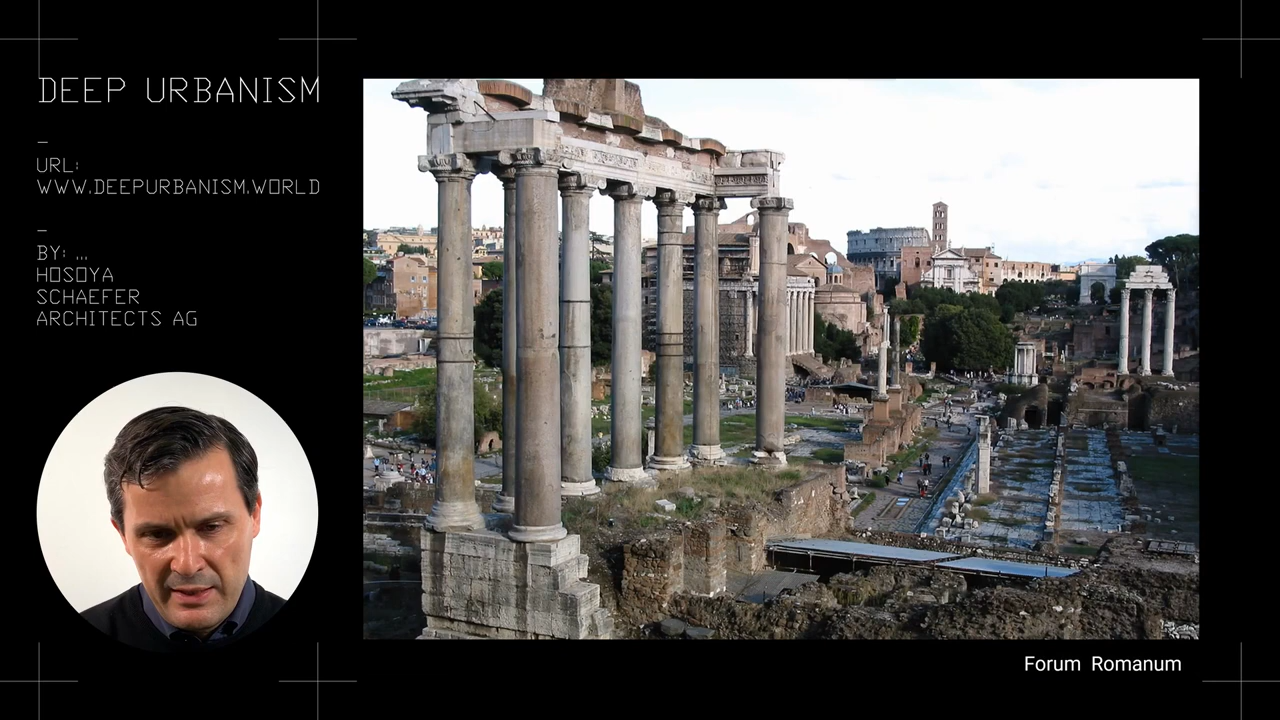 DEEP URBANISM
–
URL:
WWW.DEEPURBANISM.WORLD
–
BY: ...
HOSOYA
SCHAEFER
ARCHITECTS AG
Forum Romanum